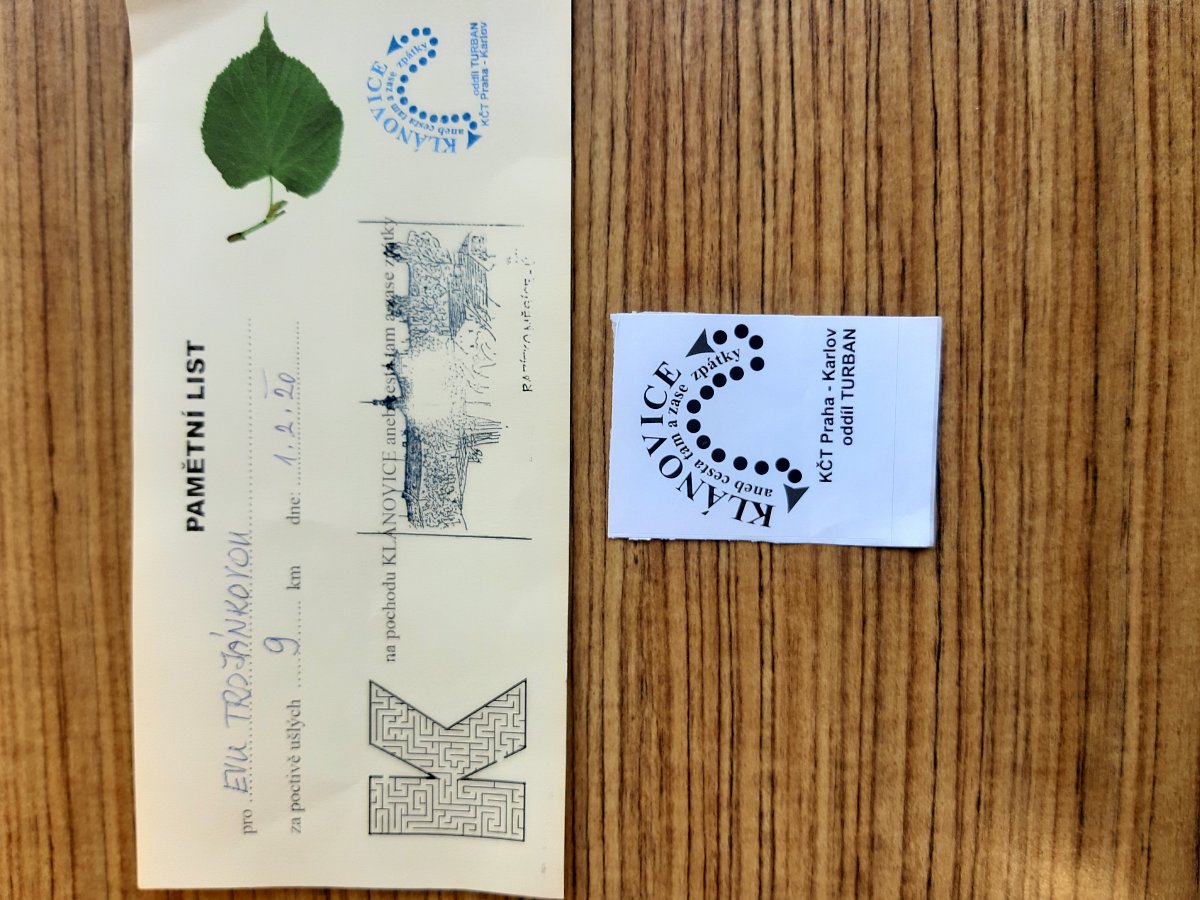 PAMĚTNÍ LIST
pro EVU TROJÁNKOVOU
za poctivě ušlých 9 km dne: 1.2.20
na pochodu KLÁNOVICE aneb cesta tam a zase zpátky
KLÁNOVICE
aneb cesta tam a zase zpátky
oddíl TURBAN
KČT Praha - Karlov
KLÁNOVICE
aneb cesta tam a zase zpátky
KČT Praha - Karlov
oddíl TURBAN